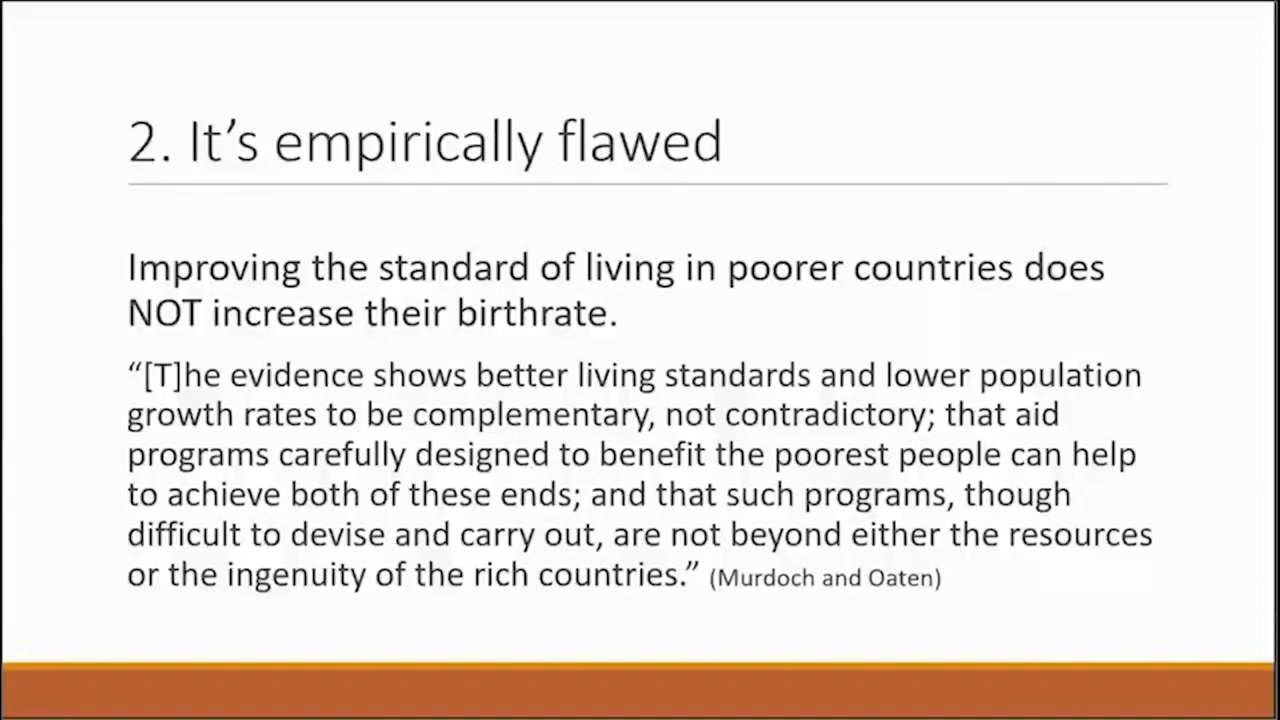 2. It’s empirically flawed
Improving the standard of living in poorer countries does
NOT increase their birthrate.
“[T]he evidence shows better living standards and lower population
growth rates to be complementary, not contradictory; that aid
programs carefully designed to benefit the poorest people can help
to achieve both of these ends; and that such programs, though
difficult to devise and carry out, are not beyond either the resources
or the ingenuity of the rich countries.” (Murdoch and Oaten)